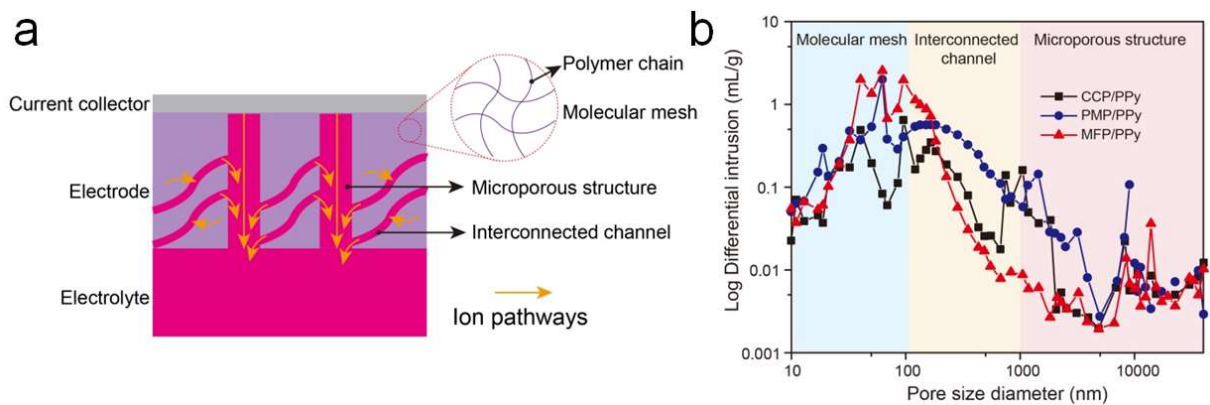 a
Current collector
Electrode
Electrolyte
Polymer chain
Molecular mesh
Microporous structure
Interconnected channel
Ion pathways
b
Molecular mesh
Interconnected channel
Microporous structure
CCP/PPy
PMP/PPy
MFP/PPy
Log Differential intrusion (mL/g)
10
1
0.1
0.01
0.001
10
100
1000
10000
Pore size diameter (nm)